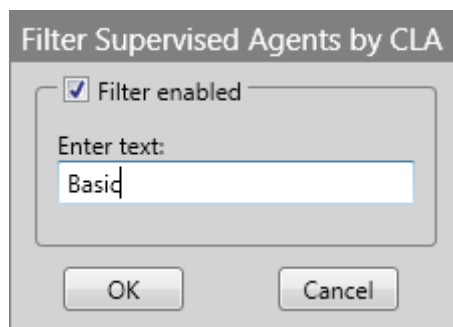 Filter Supervised Agents by CLA
Filter enabled
Enter text:
Basic
OK
Cancel